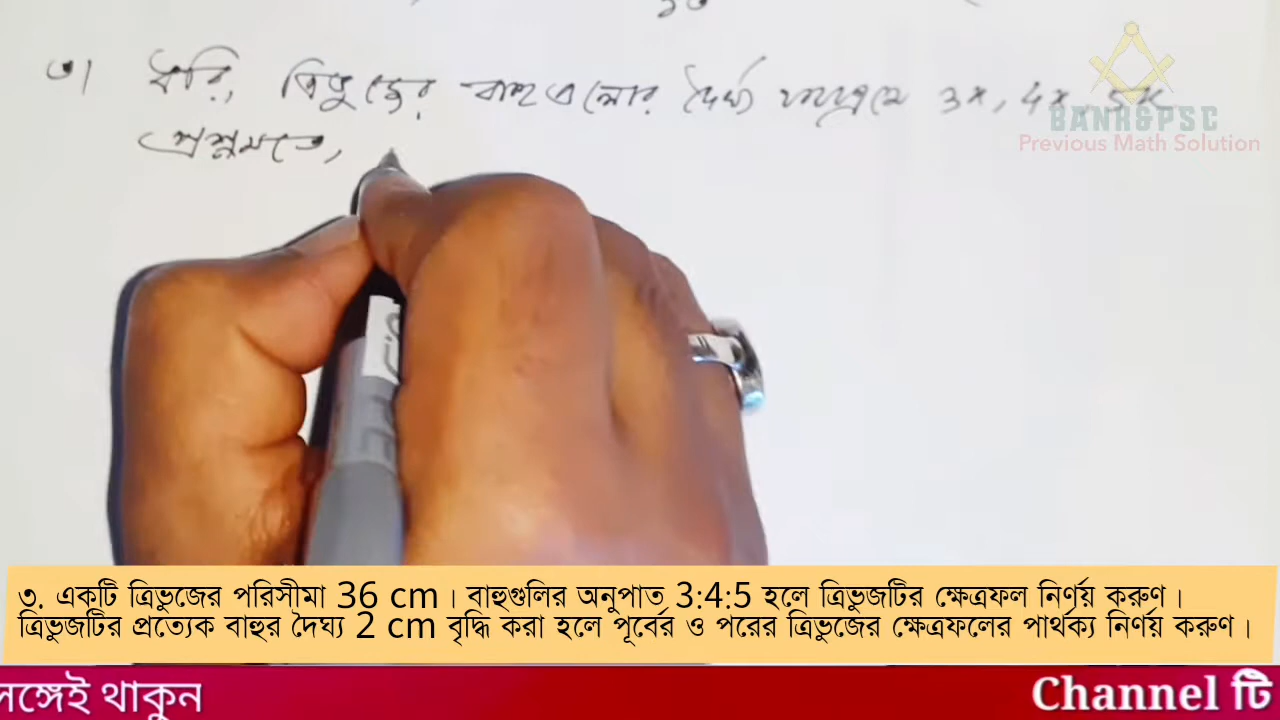 ৩। ধরি, ত্রিভুজের বাহুগুলোর দৈর্ঘ্য যথাক্রমে 3x, 4x, 5x
প্রশ্নমতে,
BANK&PSC
Previous Math Solution
৩. একটি ত্রিভুজের পরিসীমা 36 cm। বাহুগুলির অনুপাত 3:4:5 হলে ত্রিভুজটির ক্ষেত্রফল নির্ণয় করুণ।
ত্রিভুজটির প্রত্যেক বাহুর দৈর্ঘ্য 2 cm বৃদ্ধি করা হলে পূর্বের ও পরের ত্রিভুজের ক্ষেত্রফলের পার্থক্য নির্ণয় করুণ।
সঙ্গেই থাকুন Channel টি